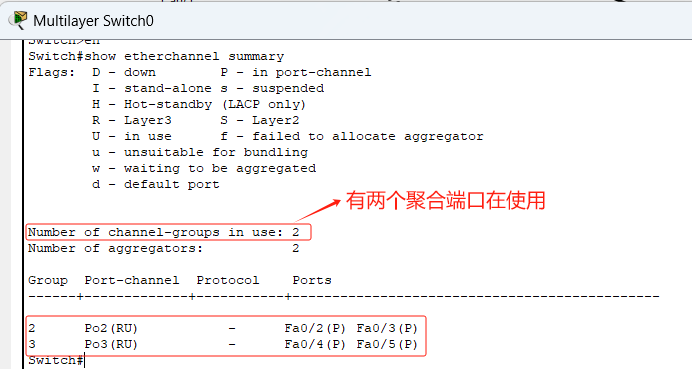 Multilayer Switch0
Switch>en
Switch#show etherchannel summary
Flags:  D - down        P - in port-channel
        I - stand-alone s - suspended
        H - Hot-standby (LACP only)
        R - Layer3      S - Layer2
        U - in use      f - failed to allocate aggregator
        u - unsuitable for bundling
        w - waiting to be aggregated
        d - default port
有两个聚合端口在使用
Number of channel-groups in use: 2
Number of aggregators:           2
Group  Port-channel  Protocol    Ports
------+-------------+-----------+----------------------------------------------
2      Po2(RU)           -      Fa0/2(P) Fa0/3(P)
3      Po3(RU)           -      Fa0/4(P) Fa0/5(P)
Switch#